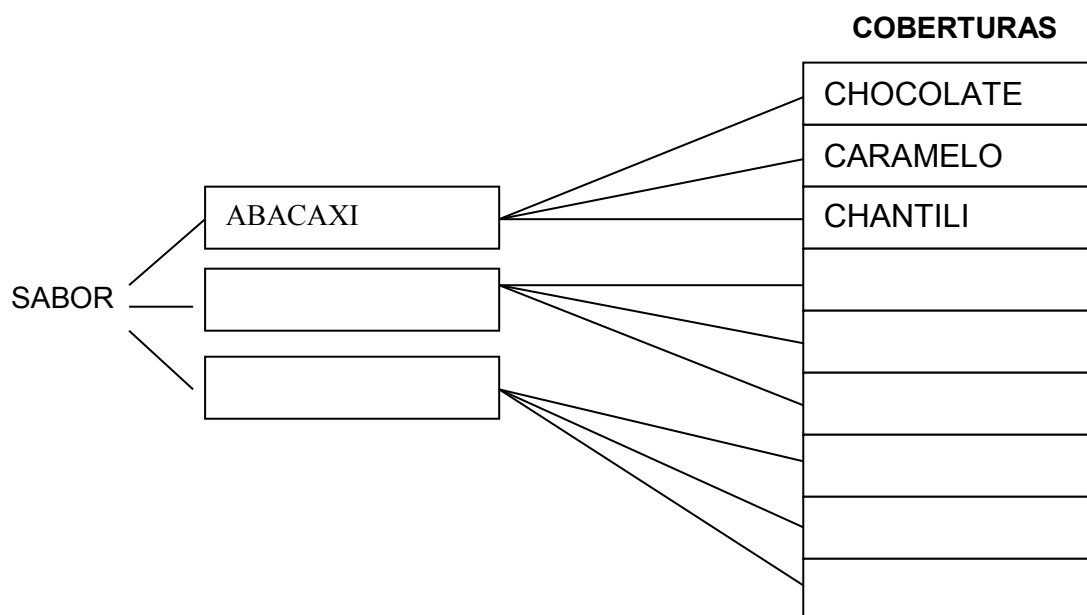 COBERTURAS
CHOCOLATE
CARAMELO
ABACAXI
CHANTILI
SABOR